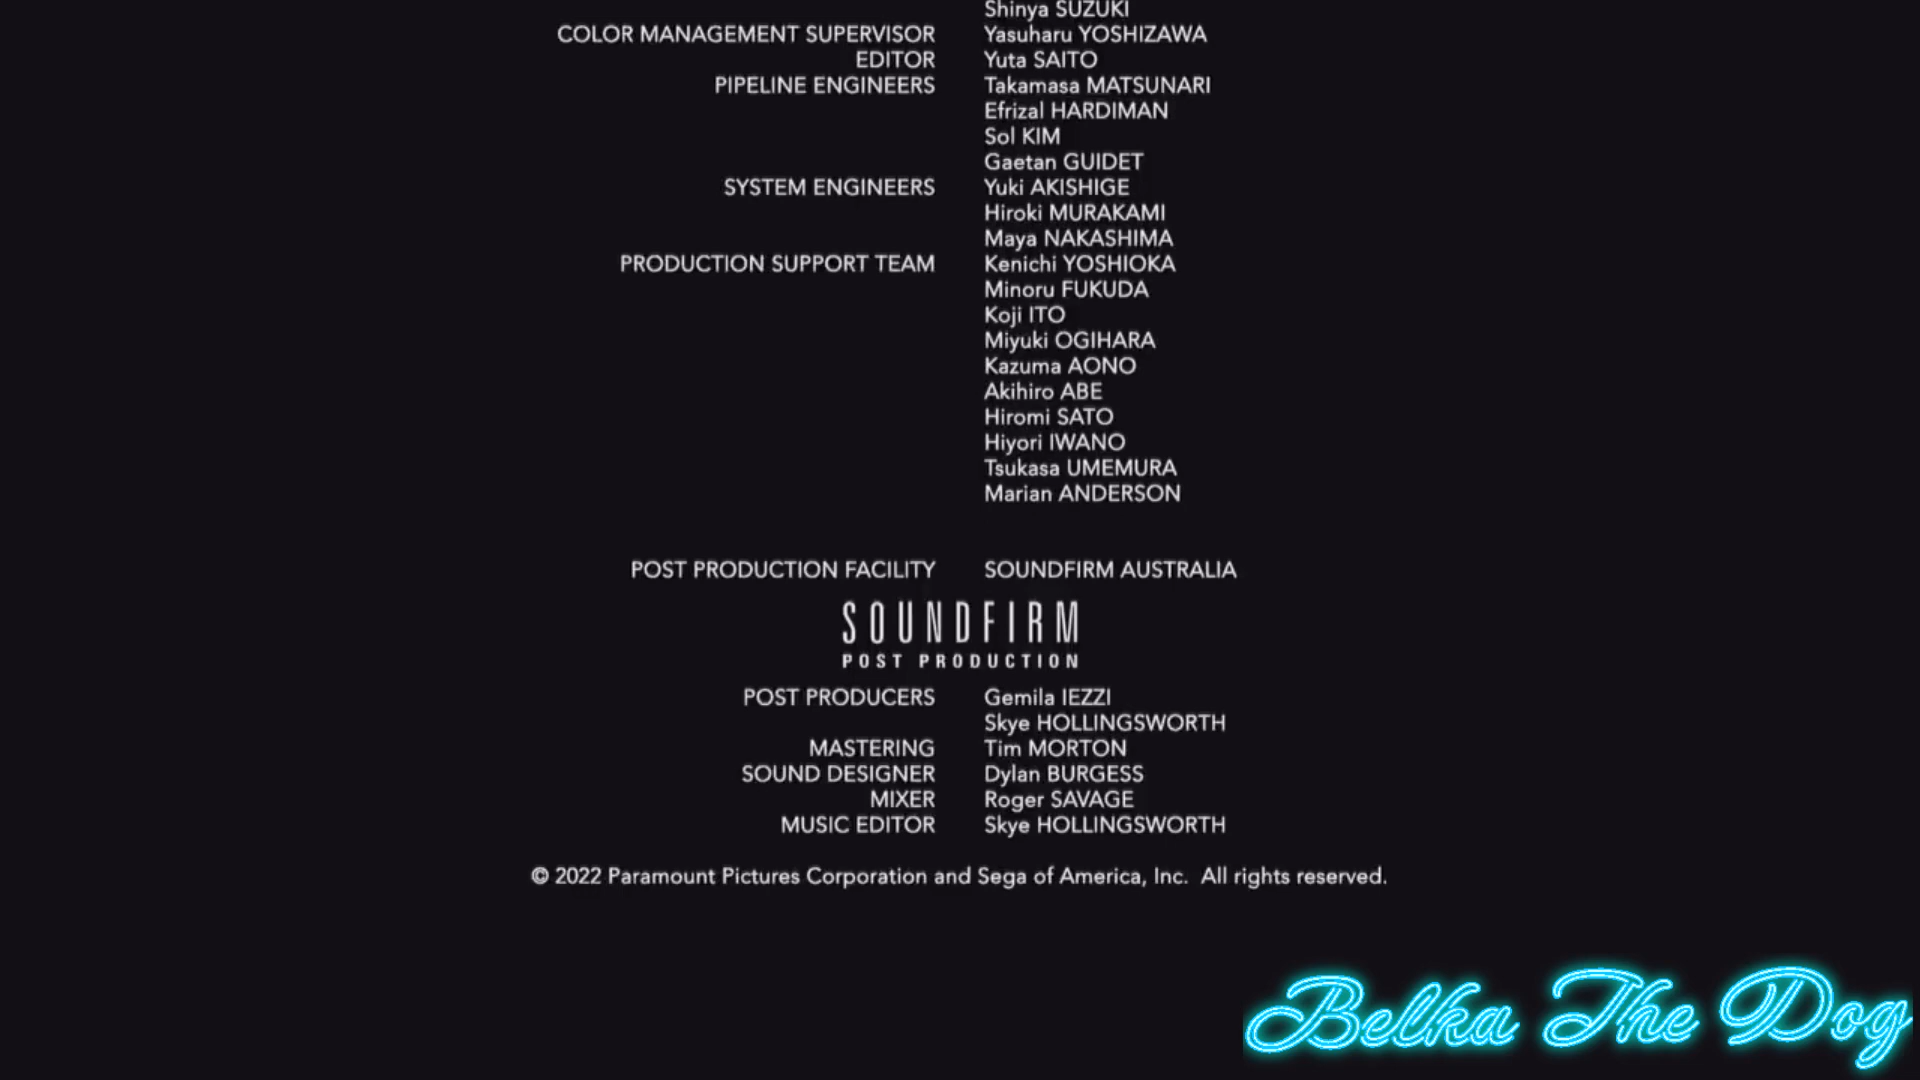 Shinya SUZUKI
COLOR MANAGEMENT SUPERVISOR Yasuharu YOSHIZAWA
EDITOR Yuta SAITO
PIPELINE ENGINEERS Takamasa MATSUNARI
Efrizal HARDIMAN
Sol KIM
Gaetan GUIDET
SYSTEM ENGINEERS Yuki AKISHIGE
Hiroki MURAKAMI
Maya NAKASHIMA
PRODUCTION SUPPORT TEAM Kenichi YOSHIOKA
Minoru FUKUDA
Koji ITO
Miyuki OGIHARA
Kazuma AONO
Akihiro ABE
Hiromi SATO
Hiyori IWANO
Tsukasa UMEMURA
Marian ANDERSON
POST PRODUCTION FACILITY SOUNDFIRM AUSTRALIA
SOUNDFIRM
POST PRODUCTION
POST PRODUCERS Gemila IEZZI
Skye HOLLINGSWORTH
MASTERING Tim MORTON
SOUND DESIGNER Dylan BURGESS
MIXER Roger SAVAGE
MUSIC EDITOR Skye HOLLINGSWORTH
© 2022 Paramount Pictures Corporation and Sega of America, Inc. All rights reserved.
Belka The Dog